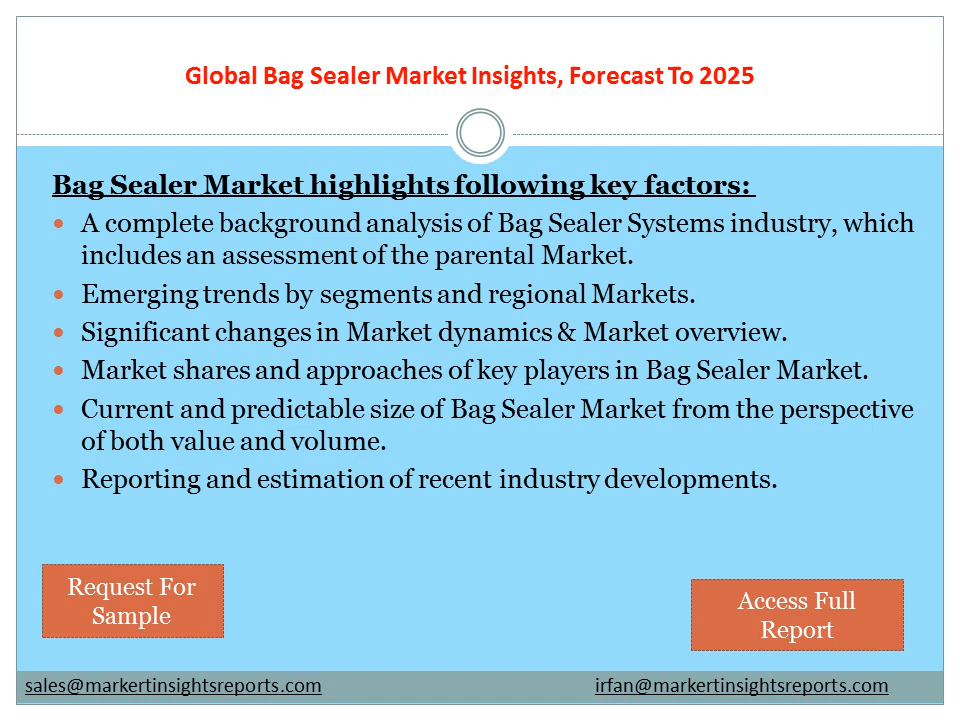 Global Bag Sealer Market Insights, Forecast To 2025
Bag Sealer Market highlights following key factors:
• A complete background analysis of Bag Sealer Systems industry, which
includes an assessment of the parental Market.
• Emerging trends by segments and regional Markets.
• Significant changes in Market dynamics & Market overview.
• Market shares and approaches of key players in Bag Sealer Market.
• Current and predictable size of Bag Sealer Market from the perspective
of both value and volume.
• Reporting and estimation of recent industry developments.
Request For
Sample
Access Full
Report
sales@markertinsightsreports.com
irfan@markertinsightsreports.com